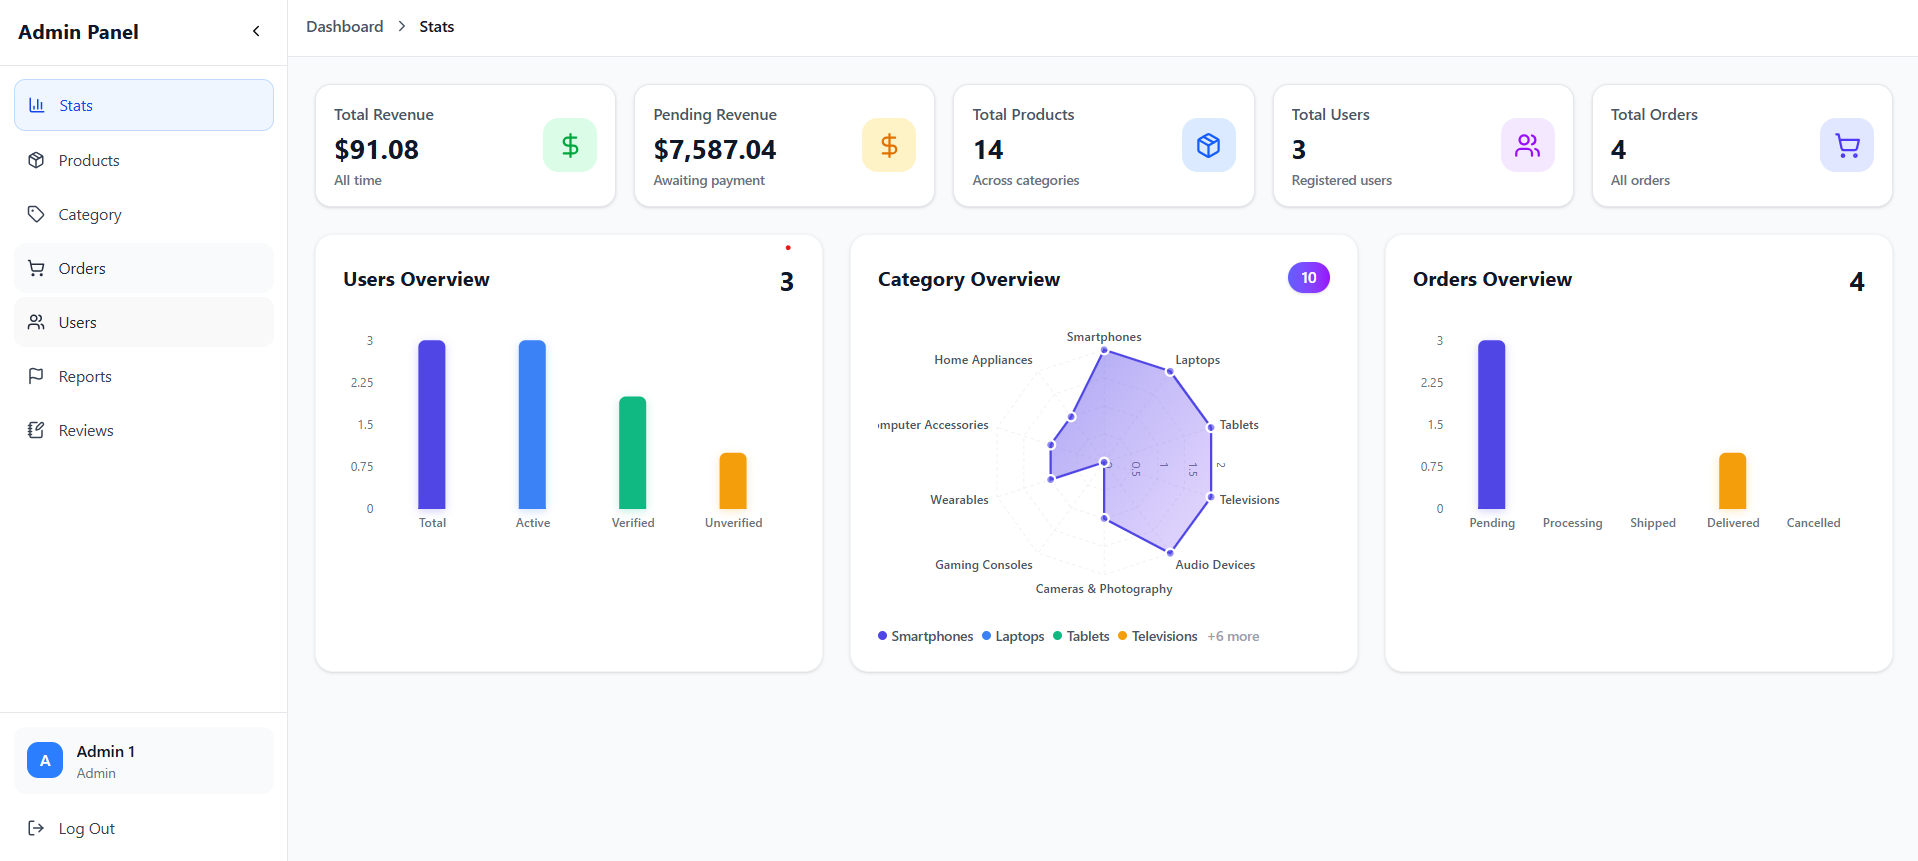 Admin Panel
Stats
Products
Category
Orders
Users
Reports
Reviews
A
Admin 1
Admin
Log Out
Dashboard > Stats
Total Revenue
$91.08
All time
Pending Revenue
$7,587.04
Awaiting payment
Total Products
14
Across categories
Total Users
3
Registered users
Total Orders
4
All orders
Users Overview
3
3
2.25
1.5
0.75
0
Total
Active
Verified
Unverified
Category Overview
10
Smartphones
Laptops
Tablets
Televisions
Audio Devices
Cameras & Photography
Gaming Consoles
Wearables
omputer Accessories
Home Appliances
0.5
1
1.5
2
Smartphones
Laptops
Tablets
Televisions
+6 more
Orders Overview
4
3
2.25
1.5
0.75
0
Pending
Processing
Shipped
Delivered
Cancelled